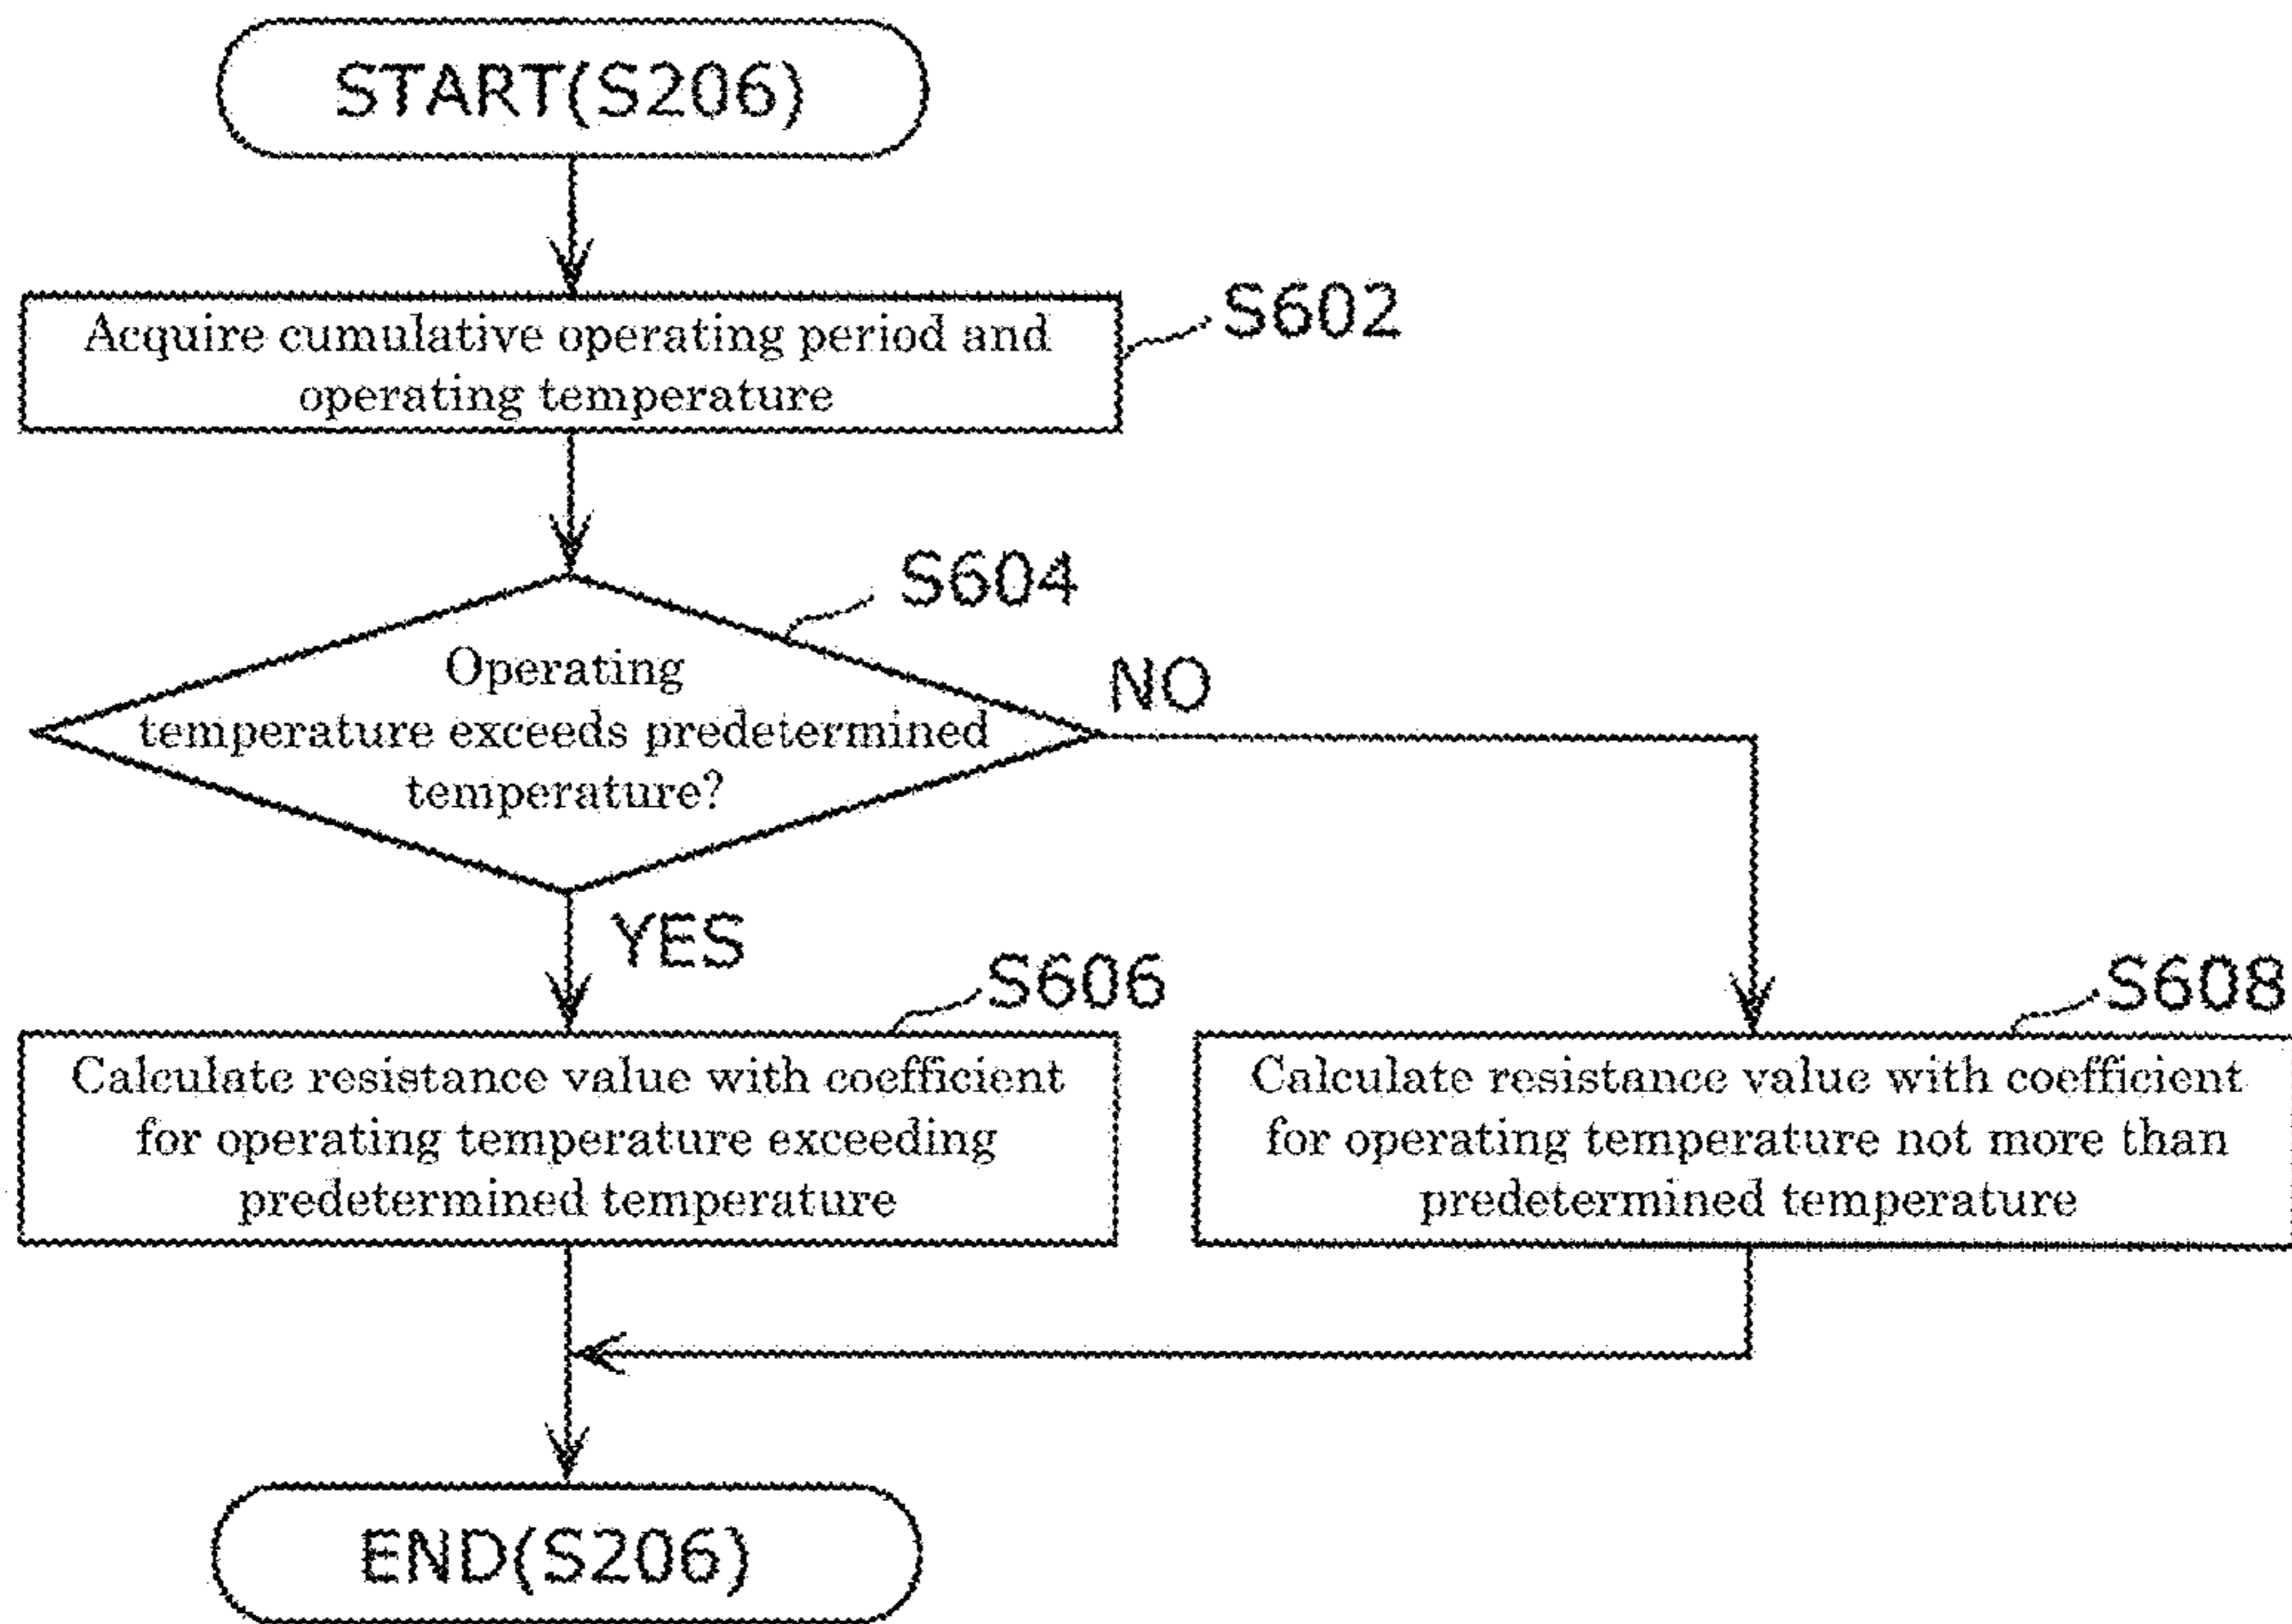 START(S206)
Acquire cumulative operating period and
operating temperature
S602
S604
Operating
temperature exceeds predetermined
temperature?
NO
YES
S606
Calculate resistance value with coefficient
for operating temperature exceeding
predetermined temperature
S608
Calculate resistance value with coefficient
for operating temperature not more than
predetermined temperature
END(S206)